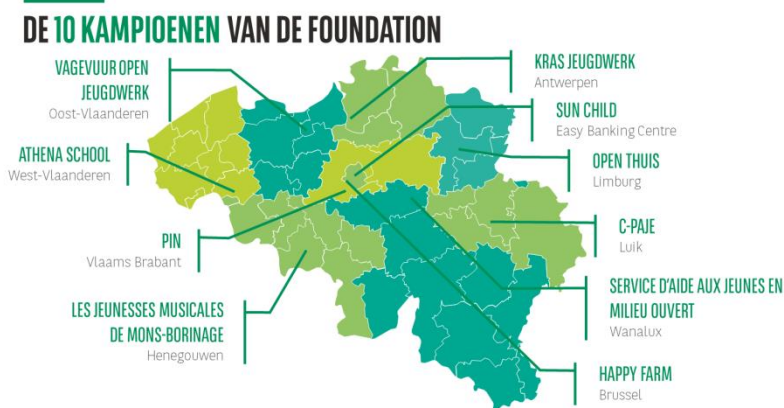 DE 10 KAMPIOENEN VAN DE FOUNDATION
VAGEVUUR OPEN
JEUGDWERK
Oost-Vlaanderen
KRAS JEUGDWERK
Antwerpen
SUN CHILD
Easy Banking Centre
ATHENA SCHOOL
West-Vlaanderen
OPEN THUIS
Limburg
PIN
Vlaams Brabant
C-PAJE
Luik
LES JEUNESSES MUSICALES
DE MONS-BORINAGE
Henegouwen
SERVICE D'AIDE AUX JEUNES EN
MILIEU OUVERT
Wanalux
HAPPY FARM
Brussel